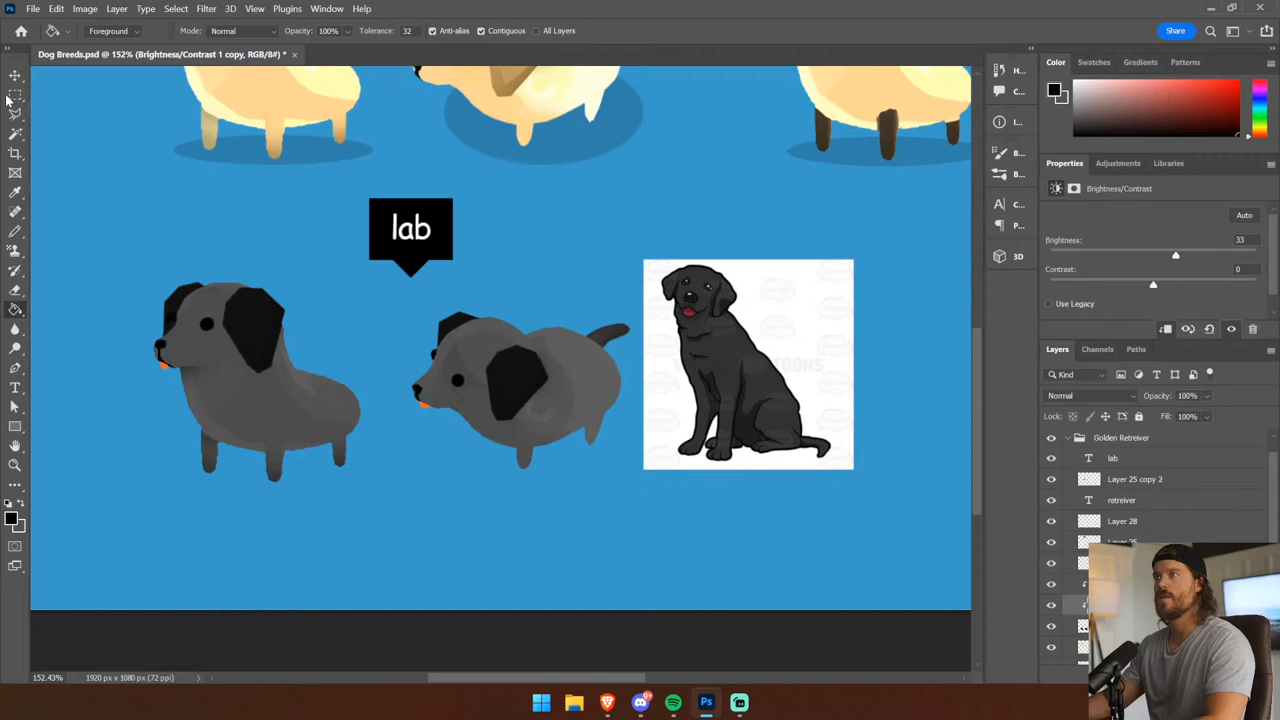 File Edit Image Layer Type Select Filter 3D View Plugins Window Help
Foreground Mode: Normal Opacity: 100% Tolerance: 32 Anti-alias Contiguous All Layers Share
Dog Breeds.psd @ 152% (Brightness/Contrast 1 copy, RGB/8#) *
Color Swatches Gradients Patterns
H...
C...
I...
B...
B...
C...
P...
3D
Properties Adjustments Libraries
Brightness/Contrast
Auto
Brightness: 33
Contrast: 0
Use Legacy
lab
Layers Channels Paths
Kind
Normal Opacity: 100%
Lock: Fill: 100%
Golden Retriever
lab
Layer 25 copy 2
retreiver
Layer 28
152.43% 1920 px x 1080 px (72 ppi)
Ps